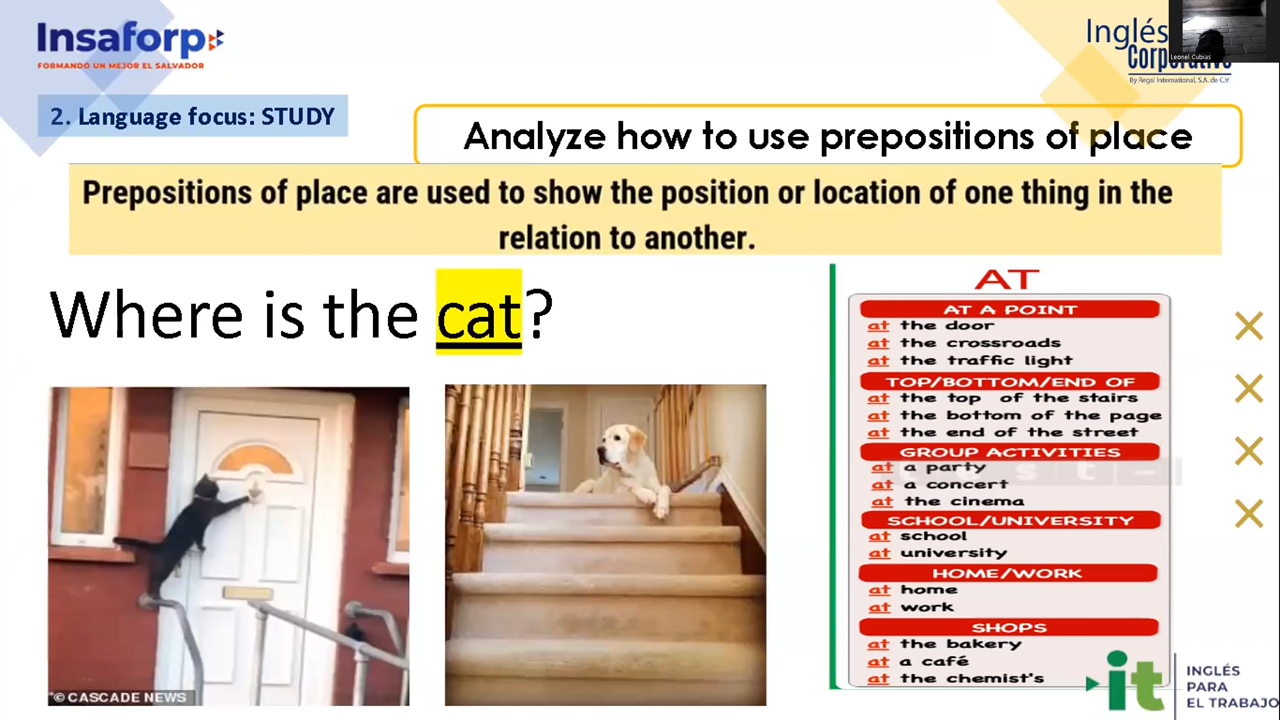 Insaforp
FORMANDO UN MEJOR EL SALVADOR
Inglés
Corporativo
By Regal International, S.A. de C.V
Leonel Cubias
2. Language focus: STUDY
Analyze how to use prepositions of place
Prepositions of place are used to show the position or location of one thing in the
relation to another.
Where is the cat?
© CASCADE NEWS
AT
AT A POINT
at the door
at the crossroads
at the traffic light
TOP/BOTTOM/END OF
at the top of the stairs
at the bottom of the page
at the end of the street
GROUP ACTIVITIES
at a party
at a concert
at the cinema
SCHOOL/UNIVERSITY
at school
at university
HOME/WORK
at home
at work
SHOPS
at the bakery
at a café
at the chemist's
it
INGLÉS
PARA
EL TRABAJO